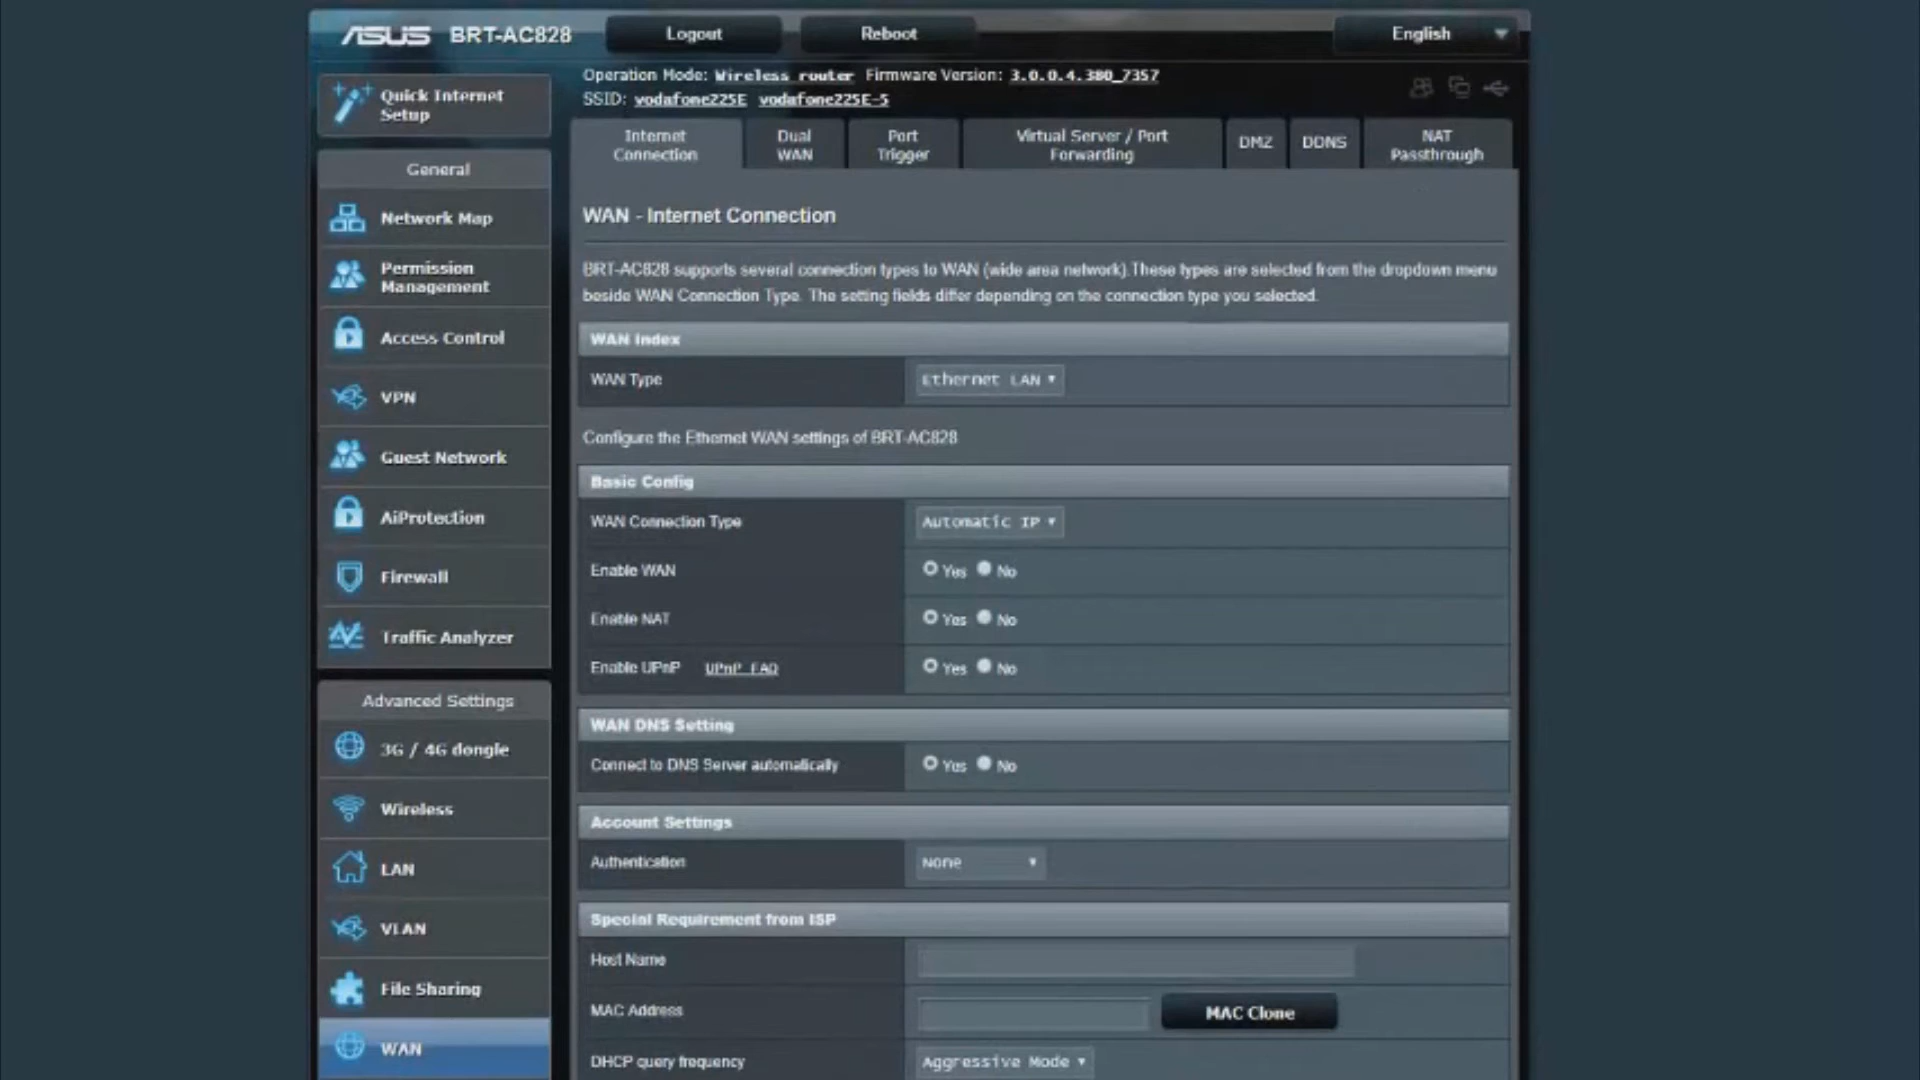 ASUS BRT-AC828 Logout Reboot English
Operation Mode: Wireless router Firmware Version: 3.0.0.4.380_7357
SSID: vodafone225E vodafone225E-5
Quick Internet
Setup
General
Network Map
Permission
Management
Access Control
VPN
Guest Network
AiProtection
Firewall
Traffic Analyzer
Advanced Settings
3G / 4G dongle
Wireless
LAN
VLAN
File Sharing
WAN
Internet
Connection
Dual
WAN
Port
Trigger
Virtual Server / Port
Forwarding
DMZ
DDNS
NAT
Passthrough
WAN - Internet Connection
BRT-AC828 supports several connection types to WAN (wide area network).These types are selected from the dropdown menu
beside WAN Connection Type. The setting fields differ depending on the connection type you selected.
WAN Index
WAN Type Ethernet LAN
Configure the Ethernet WAN settings of BRT-AC828
Basic Config
WAN Connection Type Automatic IP
Enable WAN Yes No
Enable NAT Yes No
Enable UPnP UPnP FAQ Yes No
WAN DNS Setting
Connect to DNS Server automatically Yes No
Account Settings
Authentication None
Special Requirement from ISP
Host Name
MAC Address MAC Clone
DHCP query frequency Aggressive Mode